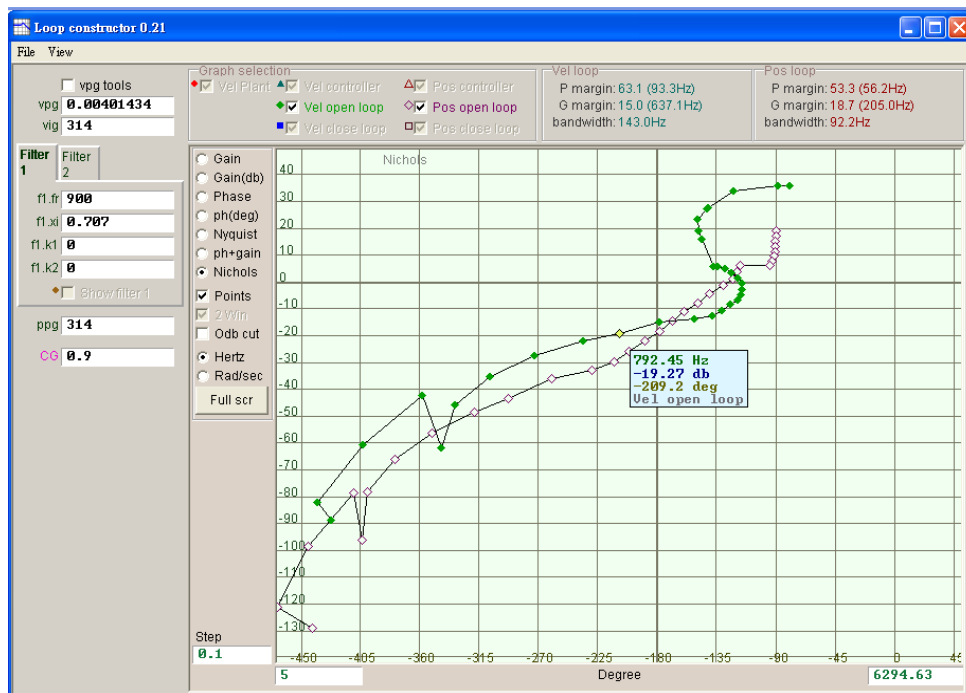 Loop constructor 0.21
File View
vpg tools
vpg 0.00401434
vig 314
Filter 1
Filter 2
f1.fr 900
f1.xi 0.707
f1.k1 0
f1.k2 0
Show filter 1
ppg 314
CG 0.9
Graph selection
Vel Plant
Vel controller
Pos controller
Vel open loop
Pos open loop
Vel close loop
Pos close loop
Vel loop
P margin: 63.1 (93.3Hz)
G margin: 15.0 (637.1Hz)
bandwidth: 143.0Hz
Pos loop
P margin: 53.3 (56.2Hz)
G margin: 18.7 (205.0Hz)
bandwidth: 92.2Hz
Gain
Gain(db)
Phase
ph(deg)
Nyquist
ph+gain
Nichols
Points
2 Win
0db cut
Hertz
Rad/sec
Full scr
Step
0.1
Nichols
40
30
20
10
0
-10
-20
-30
-40
-50
-60
-70
-80
-90
-100
-110
-120
-130
792.45 Hz
-19.27 db
-209.2 deg
Vel open loop
-450 -405 -360 -315 -270 -225 -180 -135 -90 -45 0 45
5
Degree
6294.63